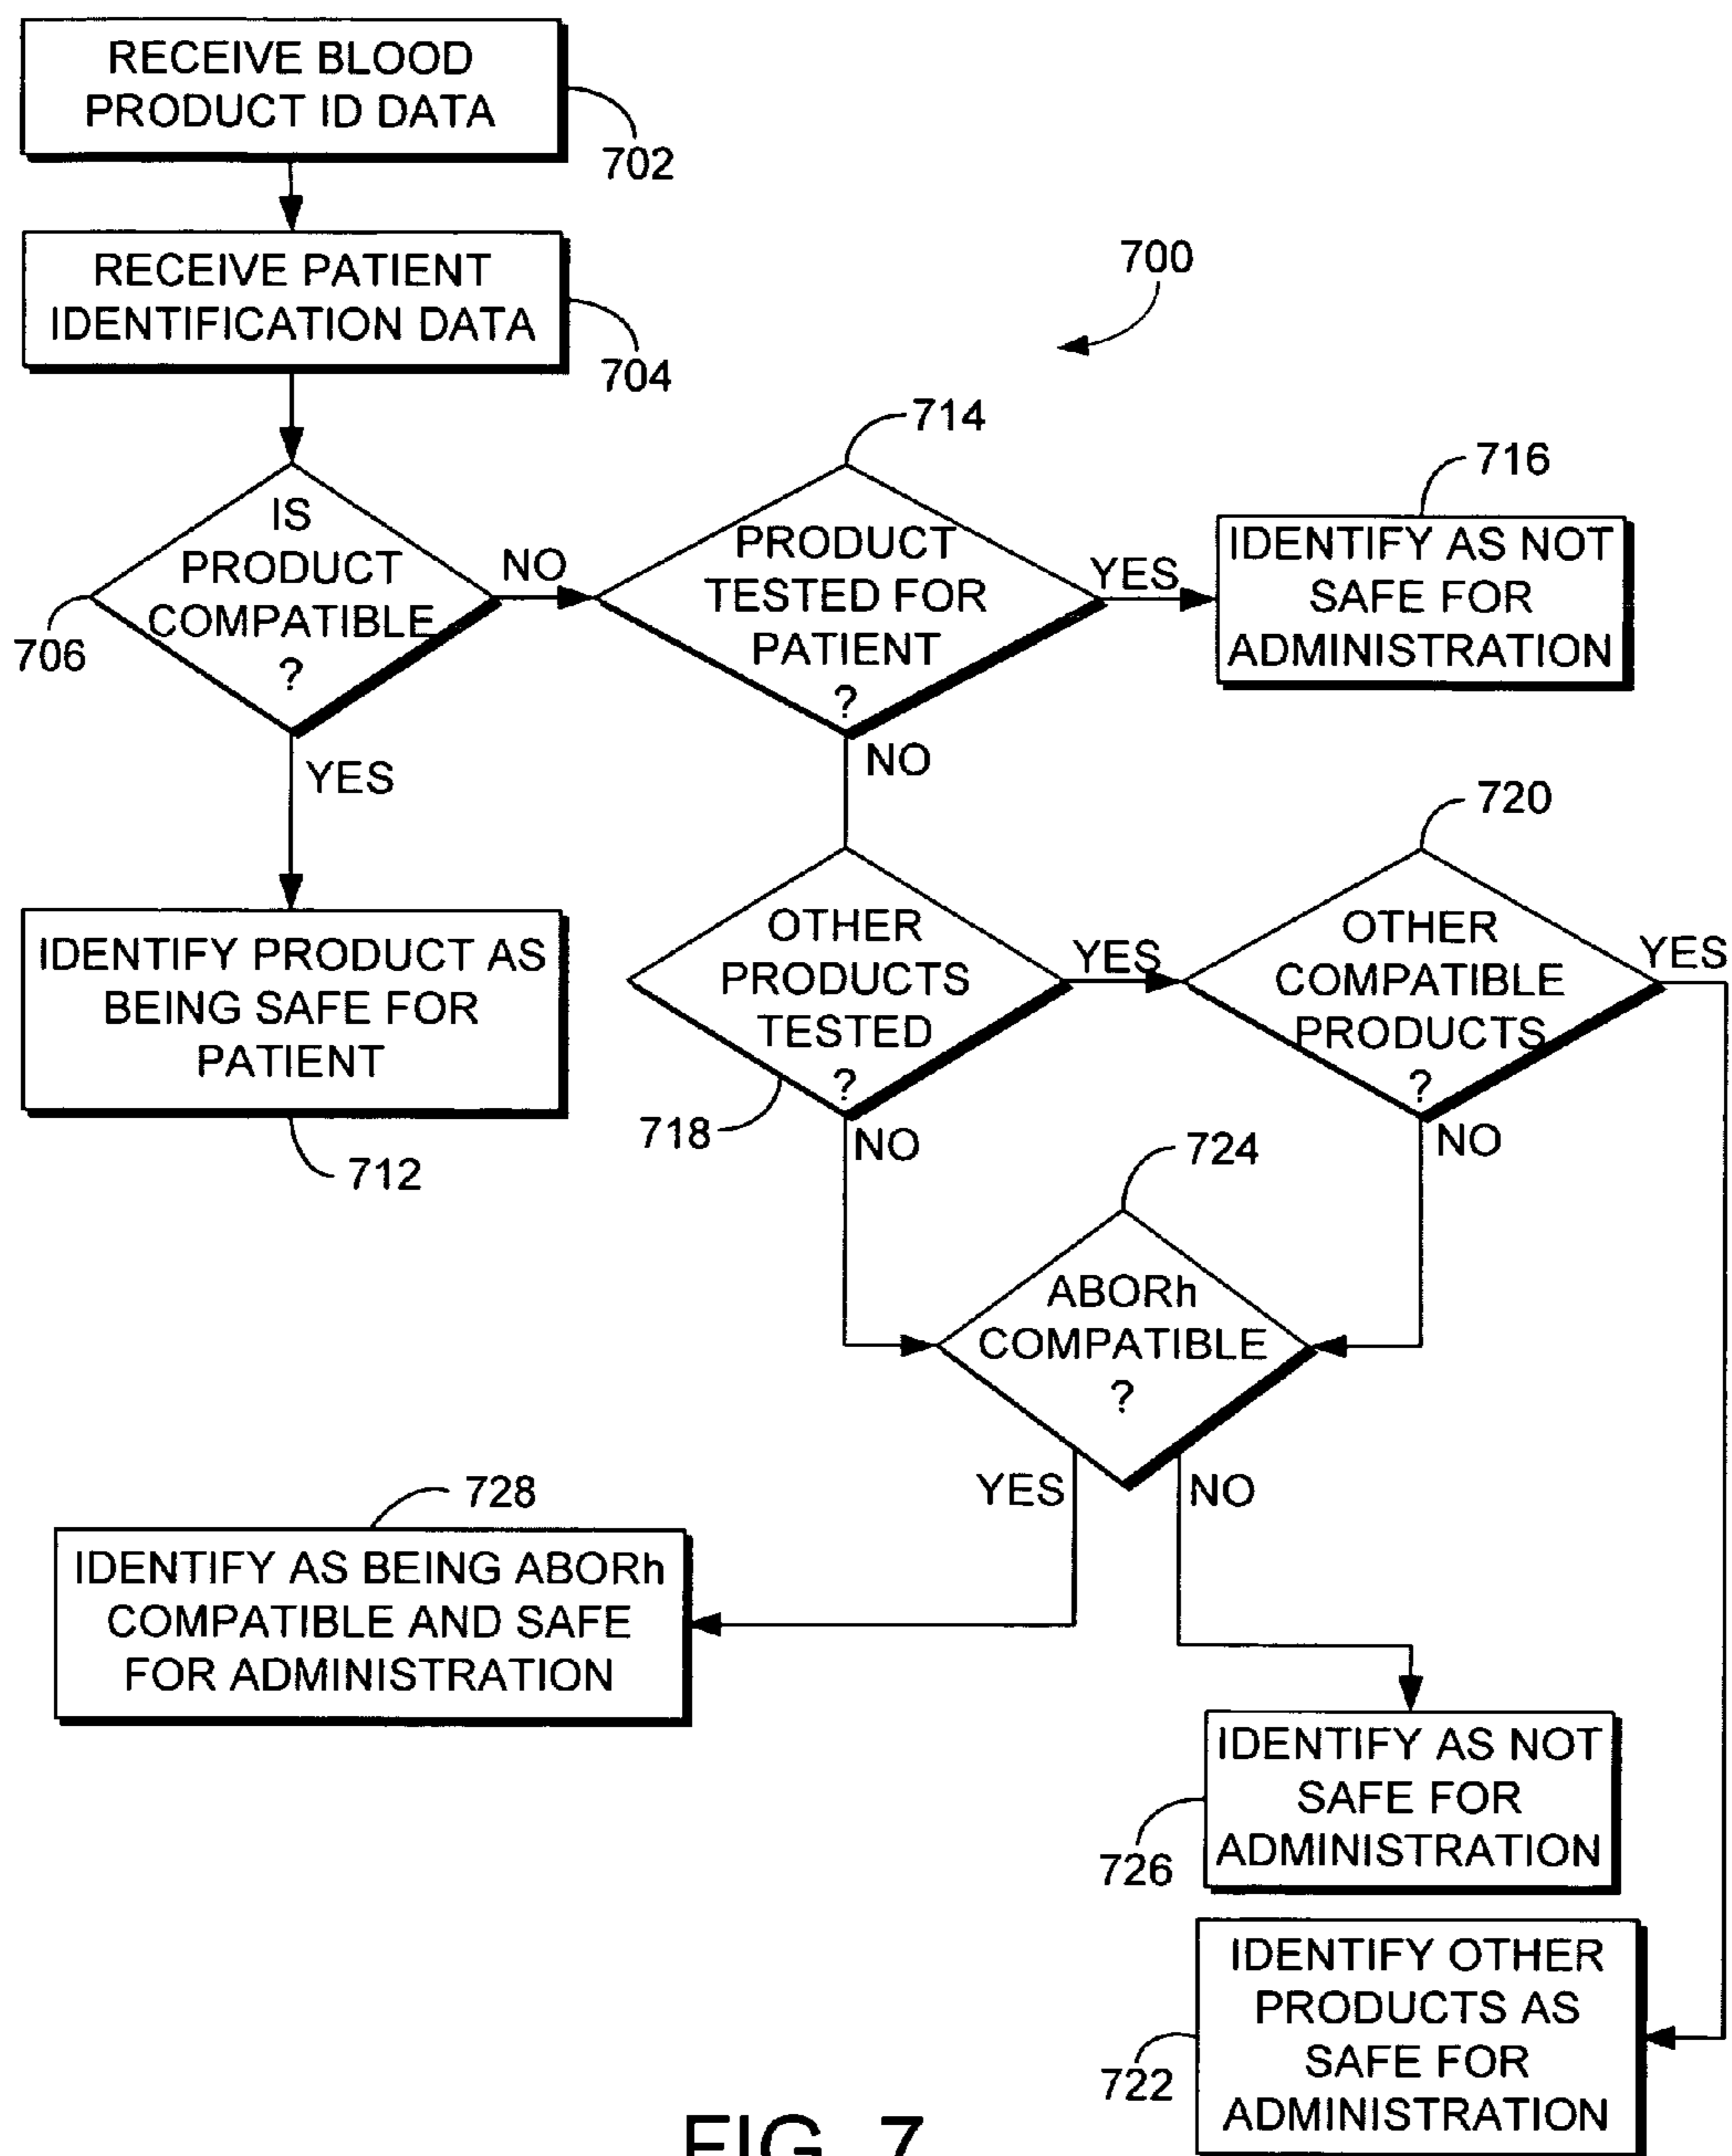 RECEIVE BLOOD
PRODUCT ID DATA
702
RECEIVE PATIENT
IDENTIFICATION DATA
704
700
IS
PRODUCT
COMPATIBLE
?
706
NO
714
PRODUCT
TESTED FOR
PATIENT
?
YES
716
IDENTIFY AS NOT
SAFE FOR
ADMINISTRATION
YES
NO
IDENTIFY PRODUCT AS
BEING SAFE FOR
PATIENT
712
OTHER
PRODUCTS
TESTED
?
718
YES
720
OTHER
COMPATIBLE
PRODUCTS
?
YES
NO
NO
724
ABORh
COMPATIBLE
?
YES
NO
728
IDENTIFY AS BEING ABORh
COMPATIBLE AND SAFE
FOR ADMINISTRATION
IDENTIFY AS NOT
SAFE FOR
ADMINISTRATION
726
IDENTIFY OTHER
PRODUCTS AS
SAFE FOR
ADMINISTRATION
722
FIG. 7